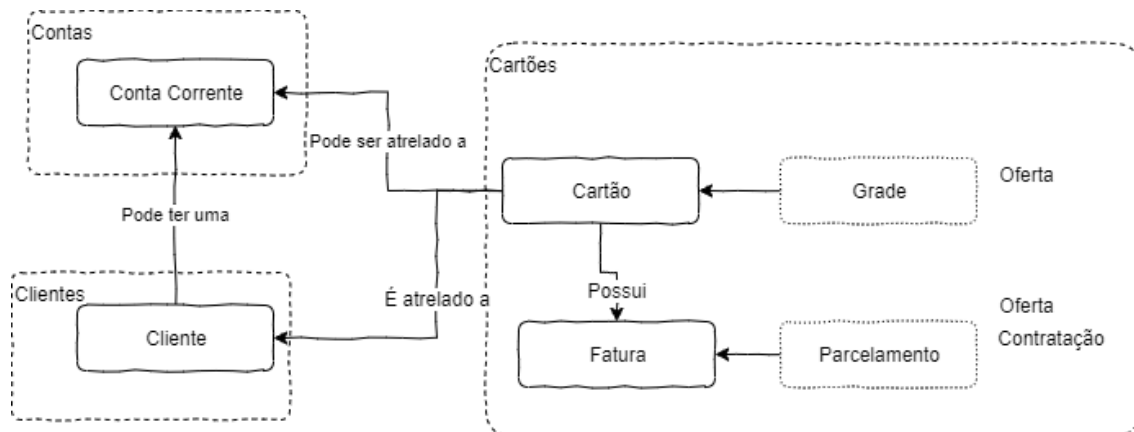 Contas
Conta Corrente
Cartões
Pode ser atrelado a
Cartão
Grade
Oferta
Pode ter uma
Clientes
É atrelado a
Possui
Oferta
Cliente
Fatura
Parcelamento
Contratação